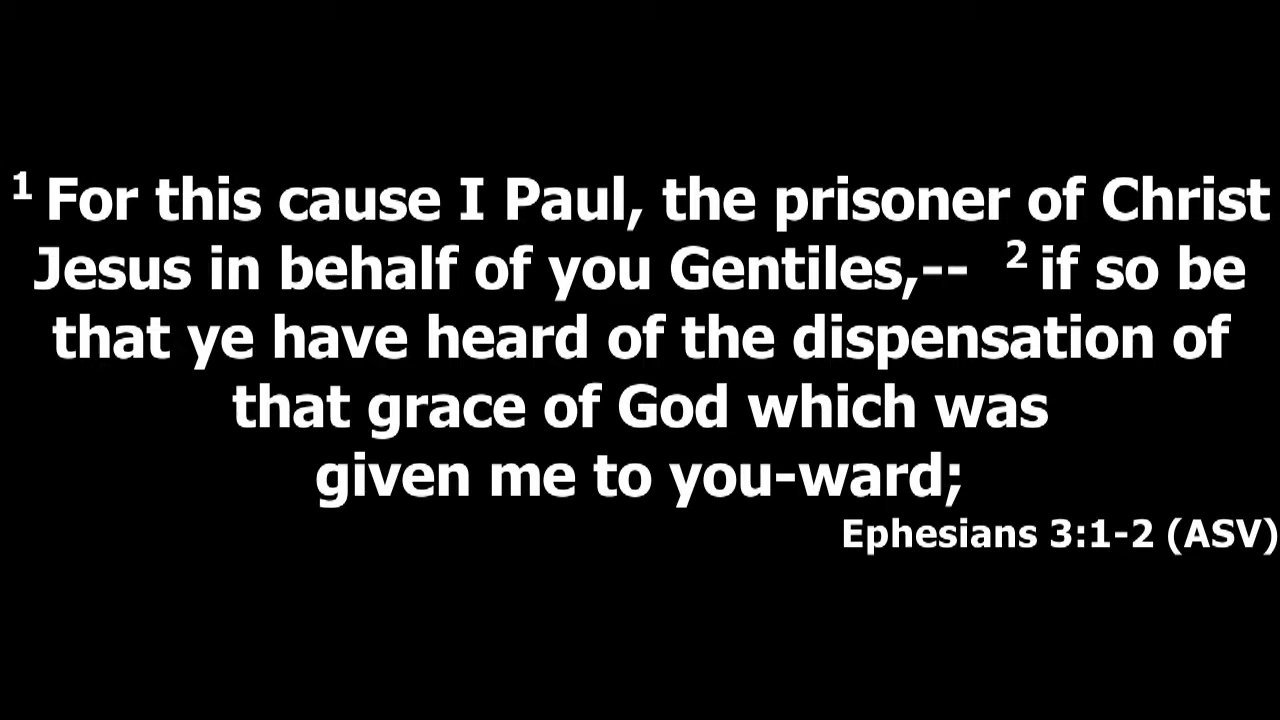 1 For this cause I Paul, the prisoner of Christ
Jesus in behalf of you Gentiles,-- 2 if so be
that ye have heard of the dispensation of
that grace of God which was
given me to you-ward;
Ephesians 3:1-2 (ASV)